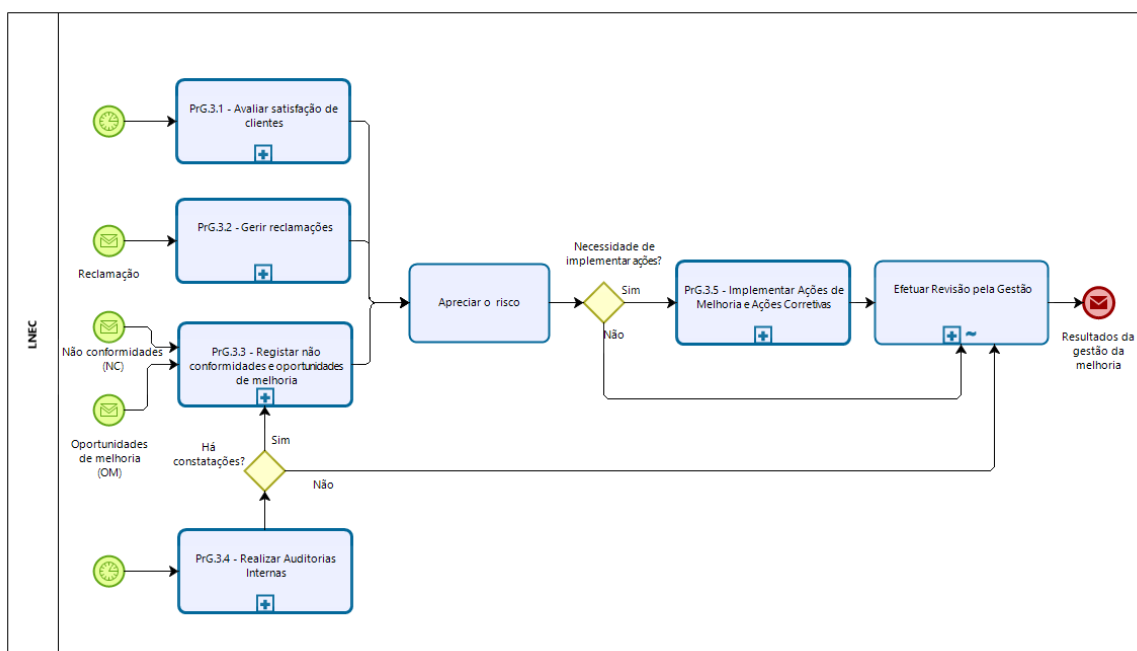 LNEC
PrG.3.1 - Avaliar satisfação de
clientes
PrG.3.2 - Gerir reclamações
Reclamação
Não conformidades
(NC)
PrG.3.3 - Registar não
conformidades e oportunidades
de melhoria
Oportunidades
de melhoria
(OM)
Há
constatações?
Sim
Não
PrG.3.4 - Realizar Auditorias
Internas
Apreciar o risco
Necessidade de
implementar ações?
Sim
Não
PrG.3.5 - Implementar Ações de
Melhoria e Ações Corretivas
Efetuar Revisão pela Gestão
Resultados da
gestão da
melhoria